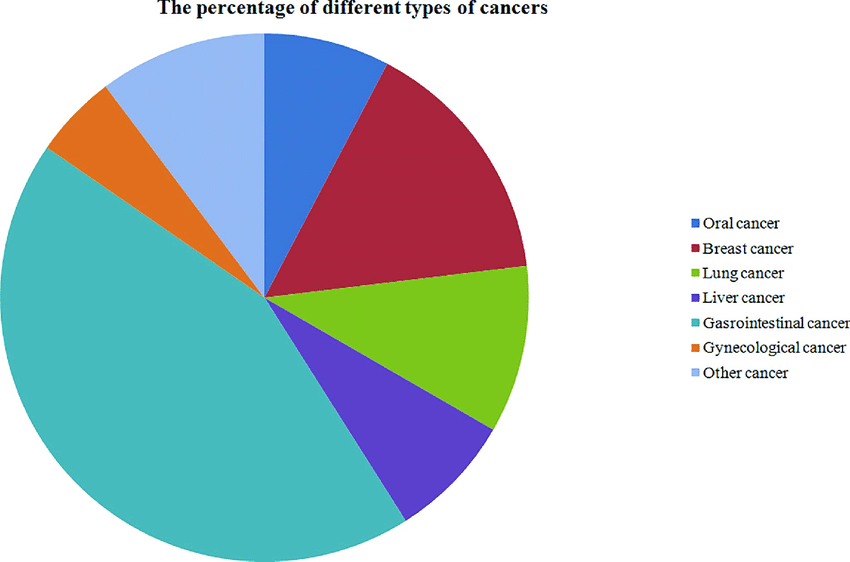 The percentage of different types of cancers
Oral cancer
Breast cancer
Lung cancer
Liver cancer
Gasrointestinal cancer
Gynecological cancer
Other cancer